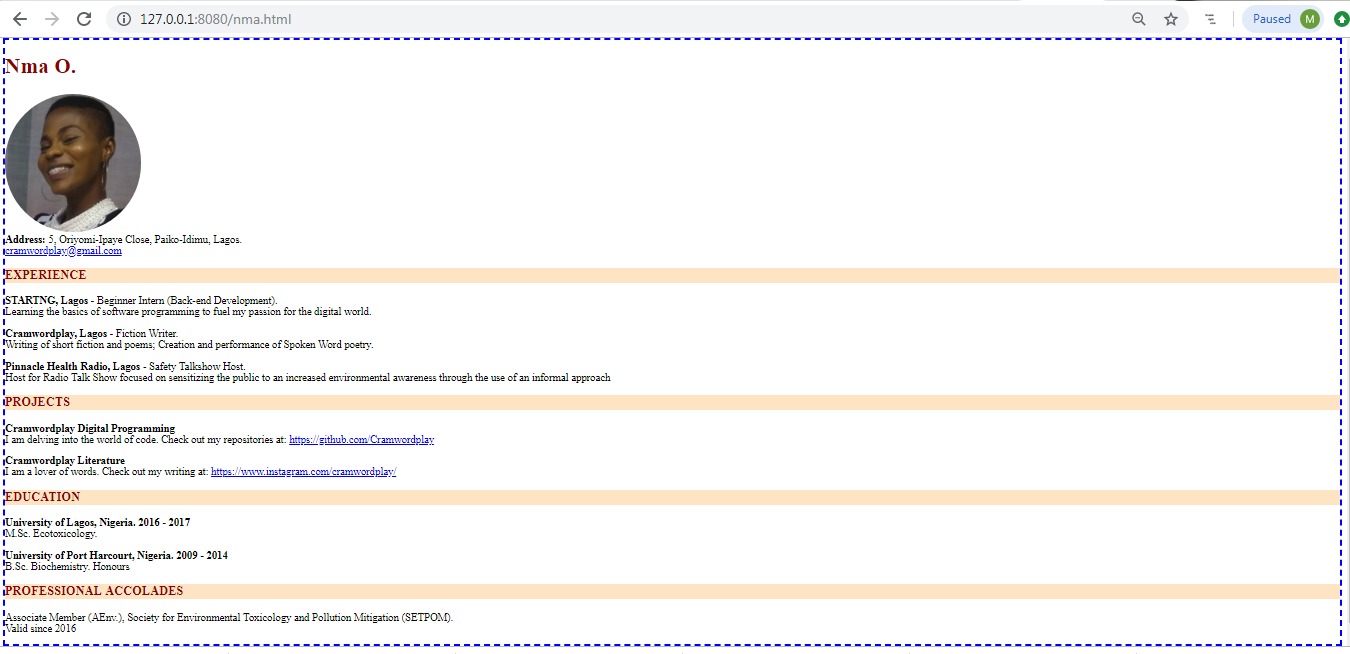 127.0.0.1:8080/nma.html
Paused
M
Nma O.
Address: 5, Oriyomi-Ipaye Close, Paiko-Idimu, Lagos.
cramwordplay@gmail.com
EXPERIENCE
STARTNG, Lagos - Beginner Intern (Back-end Development).
Learning the basics of software programming to fuel my passion for the digital world.
Cramwordplay, Lagos - Fiction Writer.
Writing of short fiction and poems; Creation and performance of Spoken Word poetry.
Pinnacle Health Radio, Lagos - Safety Talkshow Host.
Host for Radio Talk Show focused on sensitizing the public to an increased environmental awareness through the use of an informal approach
PROJECTS
Cramwordplay Digital Programming
I am delving into the world of code. Check out my repositories at: https://github.com/Cramwordplay
Cramwordplay Literature
I am a lover of words. Check out my writing at: https://www.instagram.com/cramwordplay/
EDUCATION
University of Lagos, Nigeria. 2016 - 2017
M.Sc. Ecotoxicology.
University of Port Harcourt, Nigeria. 2009 - 2014
B.Sc. Biochemistry. Honours
PROFESSIONAL ACCOLADES
Associate Member (AEnv.), Society for Environmental Toxicology and Pollution Mitigation (SETPOM).
Valid since 2016